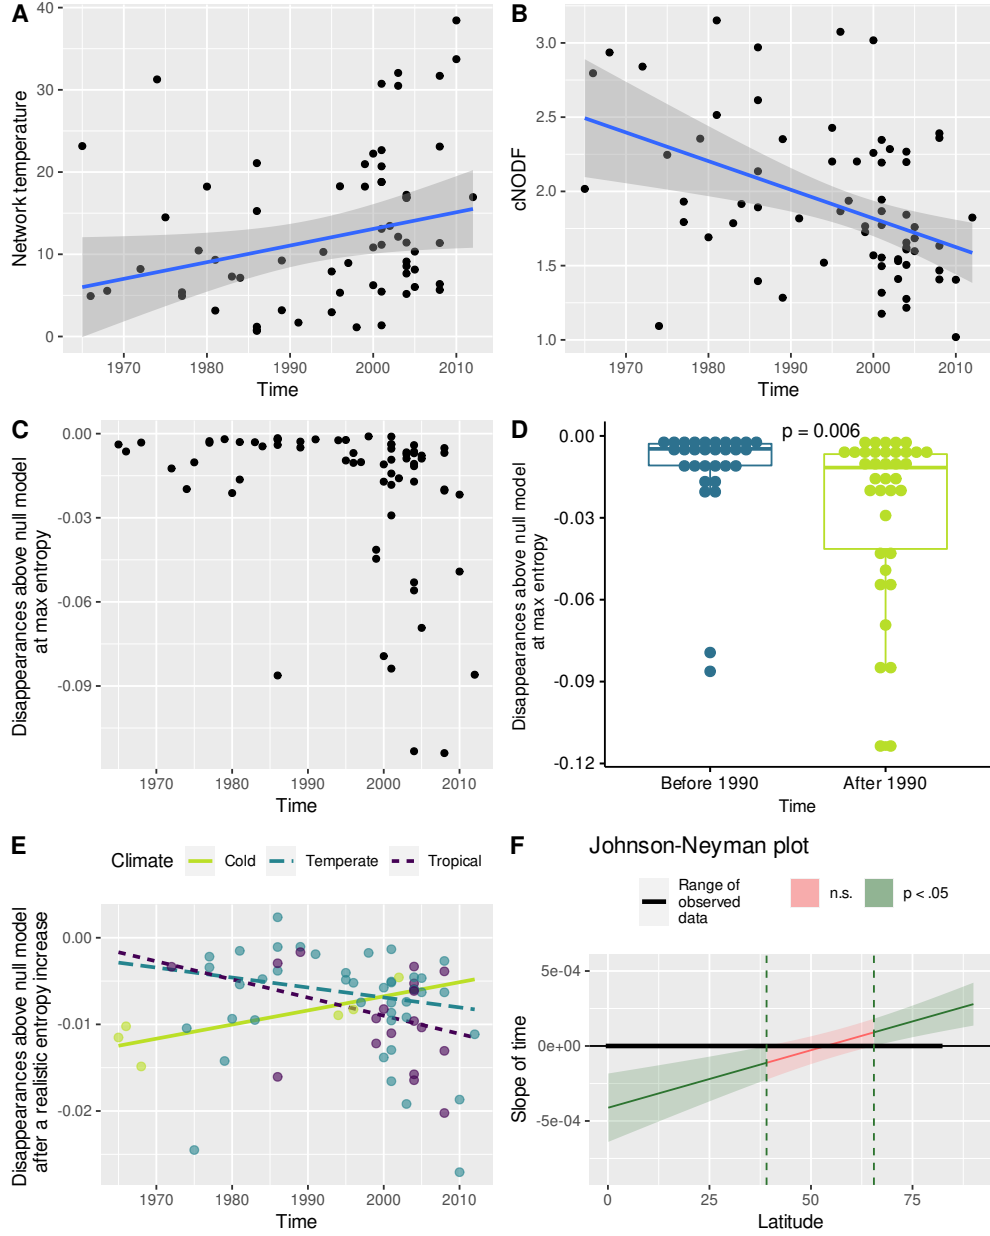 A
Network temperature
40
30
20
10
0
1970
1980
1990
2000
2010
Time
B
cNODF
3.0
2.5
2.0
1.5
1.0
1970
1980
1990
2000
2010
Time
C
Disappearances above null model
at max entropy
0.00
-0.03
-0.06
-0.09
1970
1980
1990
2000
2010
Time
D
Disappearances above null model
at max entropy
0.00
-0.03
-0.06
-0.09
-0.12
p = 0.006
Before 1990
After 1990
Time
E
Climate
Cold
Temperate
Tropical
Disappearances above null model
after a realistic entropy increase
0.00
-0.01
-0.02
1970
1980
1990
2000
2010
Time
F
Johnson-Neyman plot
Range of
observed
data
n.s.
p < .05
Slope of time
5e-04
0e+00
-5e-04
0
25
50
75
Latitude